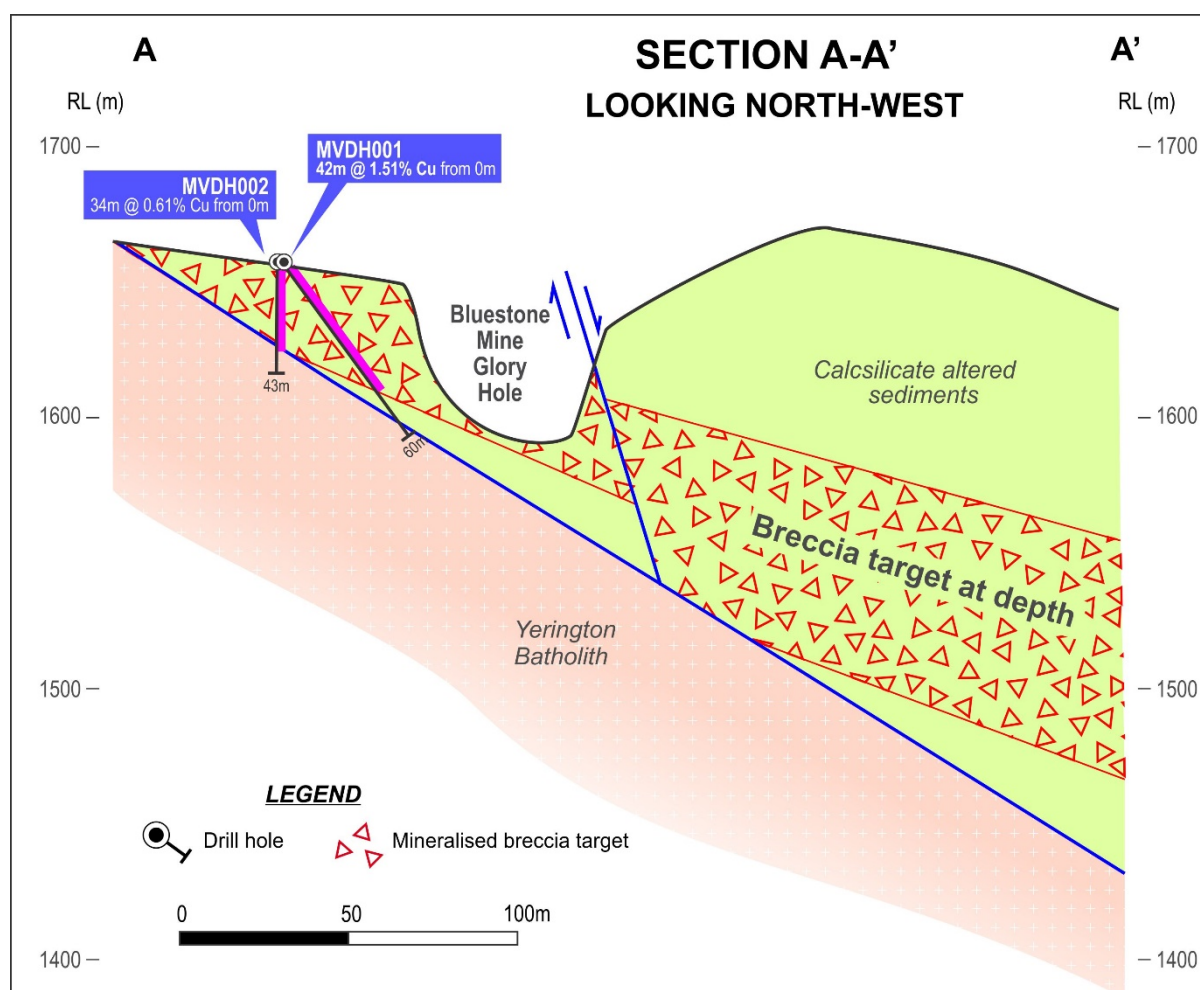 A
SECTION A-A'
A'
LOOKING NORTH-WEST
RL (m)
RL (m)
1700
1700
MVDH001
42m @ 1.51% Cu from 0m
MVDH002
34m @ 0.61% Cu from 0m
Bluestone
Mine
Glory
Hole
Calcsilicate altered
sediments
43m
60m
1600
1600
Breccia target at depth
Yerington
Batholith
1500
1500
LEGEND
Drill hole
Mineralised breccia target
0
50
100m
1400
1400